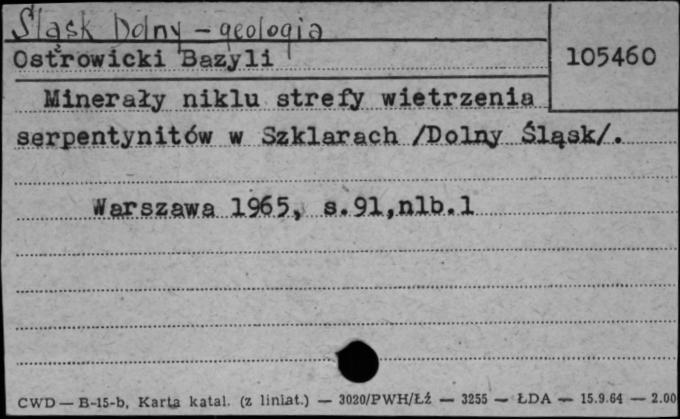 Śląsk Dolny - geologia
Ostrowicki Bazyli
105460
Minerały niklu strefy wietrzenia
serpentynitów w Szklarach /Dolny Śląsk/.
Warszawa 1965, s.91,nlb.1
CWD — B-15-b, Karta katal. (z liniat.) — 3020/PWH/Łź — 3255 — ŁDA — 15.9.64 — 2.00